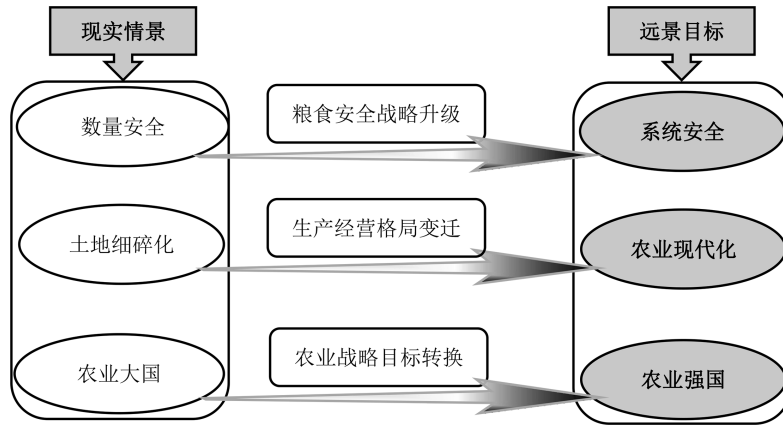 现实情景
远景目标
数量安全
粮食安全战略升级
系统安全
土地细碎化
生产经营格局变迁
农业现代化
农业大国
农业战略目标转换
农业强国